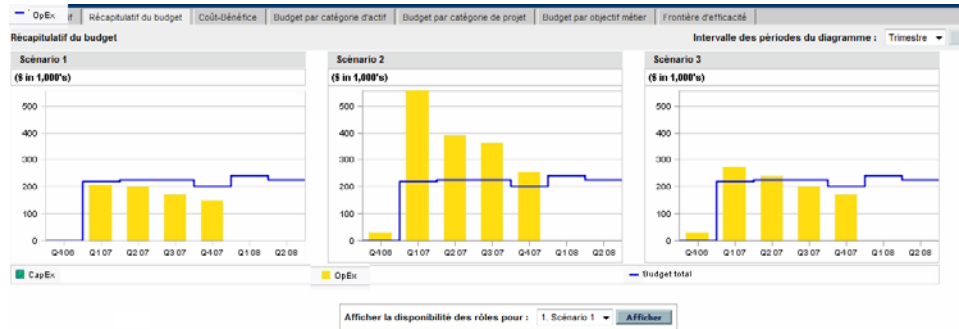 OpEx
if Récapitulatif du budget Coût-Bénéfice Budget par catégorie d'actif Budget par catégorie de projet Budget par objectif métier Frontière d'efficacité
Récapitulatif du budget Intervalle des périodes du diagramme : Trimestre
Scénario 1 Scénario 2 Scénario 3
($ in 1,000's) ($ in 1,000's) ($ in 1,000's)
500 500 500
400 400 400
300 300 300
200 200 200
100 100 100
0 0 0
Q4 06 Q1 07 Q2 07 Q3 07 Q4 07 Q1 08 Q2 08 Q4 06 Q1 07 Q2 07 Q3 07 Q4 07 Q1 08 Q2 08 Q4 06 Q1 07 Q2 07 Q3 07 Q4 07 Q1 08 Q2 08
CapEx OpEx Budget total
Afficher la disponibilité des rôles pour : 1. Scénario 1 Afficher